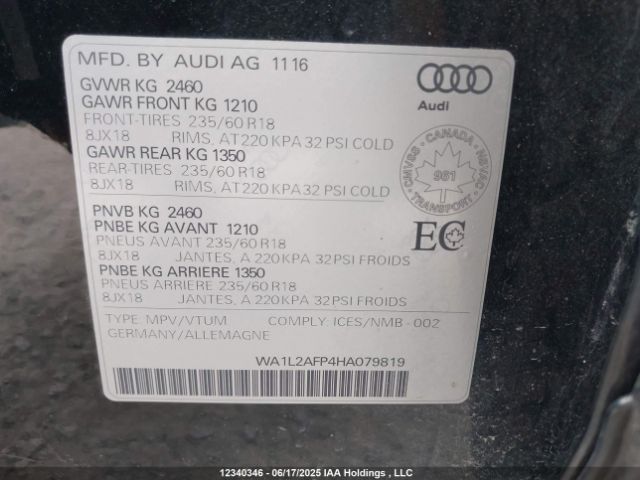 MFD. BY AUDI AG 11 16
Audi
GVWR KG 2460
GAWR FRONT KG 1210
FRONT-TIRES 235/60 R18
8JX18 RIMS, AT 220 KPA 32 PSI COLD
GAWR REAR KG 1350
REAR-TIRES 235/60 R18
8JX18 RIMS, AT 220 KPA 32 PSI COLD
CMVSS - CANADA - NSVAC
961
TRANSPORT
PNVB KG 2460
PNBE KG AVANT 1210
PNEUS AVANT 235/60 R18
8JX18 JANTES, A 220 KPA 32 PSI FROIDS
PNBE KG ARRIERE 1350
PNEUS ARRIERE 235/60 R18
8JX18 JANTES, A 220 KPA 32 PSI FROIDS
EC
TYPE: MPV/VTUM COMPLY: ICES/NMB - 002
GERMANY/ALLEMAGNE
WA1L2AFP4HA079819
12340346 - 06/17/2025 IAA Holdings , LLC